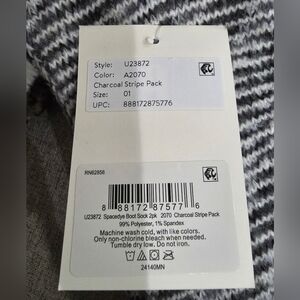 Style: U23872
Color: A2070
Charcoal Stripe Pack
Size: 01
UPC: 888172875776
RN62856
8 88172 87577 6
U23872 Spacedye Boot Sock 2pk 2070 Charcoal Stripe Pack
99% Polyester, 1% Spandex
Machine wash cold, with like colors.
Only non-chlorine bleach when needed.
Tumble dry low. Do not iron.
24140MN